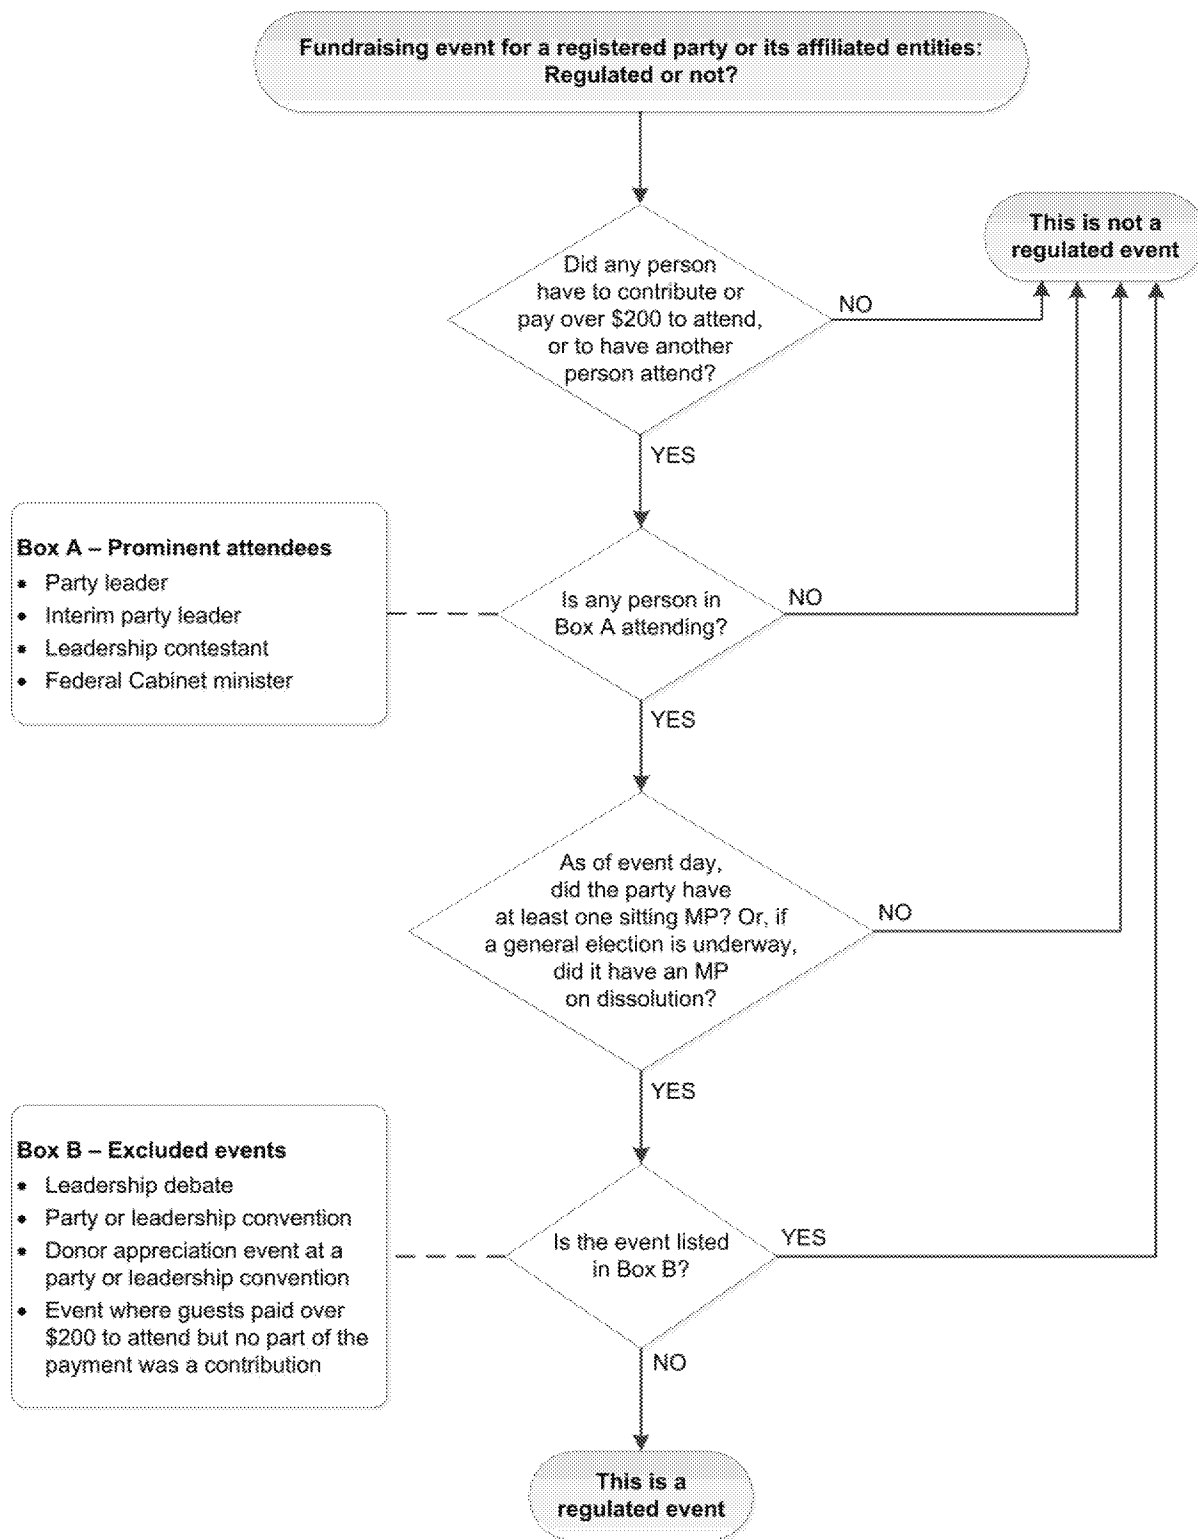 Fundraising event for a registered party or its affiliated entities:
Regulated or not?
This is not a
regulated event
Did any person
have to contribute or
pay over $200 to attend,
or to have another
person attend?
NO
YES
Box A – Prominent attendees
• Party leader
• Interim party leader
• Leadership contestant
• Federal Cabinet minister
Is any person in
Box A attending?
NO
YES
As of event day,
did the party have
at least one sitting MP? Or, if
a general election is underway,
did it have an MP
on dissolution?
NO
YES
Box B – Excluded events
• Leadership debate
• Party or leadership convention
• Donor appreciation event at a
party or leadership convention
• Event where guests paid over
$200 to attend but no part of the
payment was a contribution
Is the event listed
in Box B?
YES
NO
This is a
regulated event